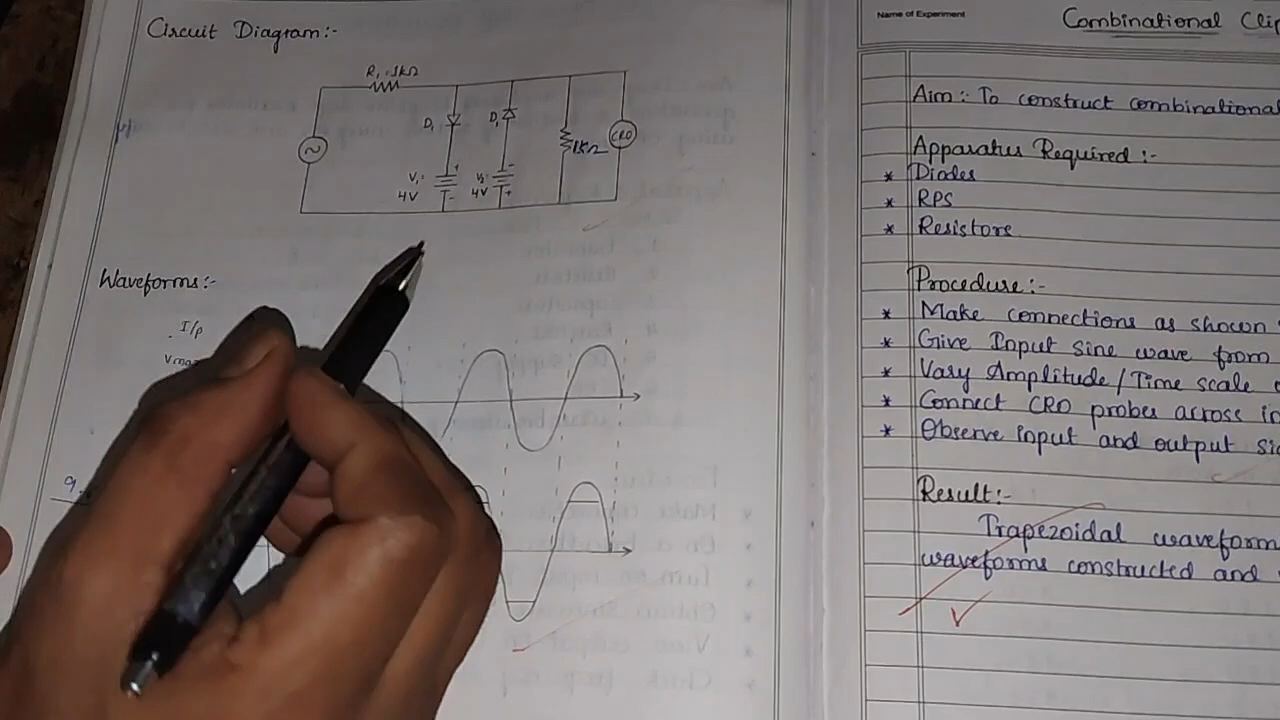 Circuit Diagram:-
R₁ : 1kΩ
D₁
D₁
1kΩ
CRO
V₁:
4V
+
-
V₂:
4V
-
+
Waveforms:-
I/p
Name of Experiment
Combinational Cli
Aim:- To construct combinational
Apparatus Required:-
* Diodes
* RPS
* Resistors
Procedure:-
* Make connections as shown
* Give Input sine wave from
* Vary Amplitude/Time scale
* Connect CRO probes across in
* Observe input and output si
Result:-
Trapezoidal waveform
waveforms constructed and